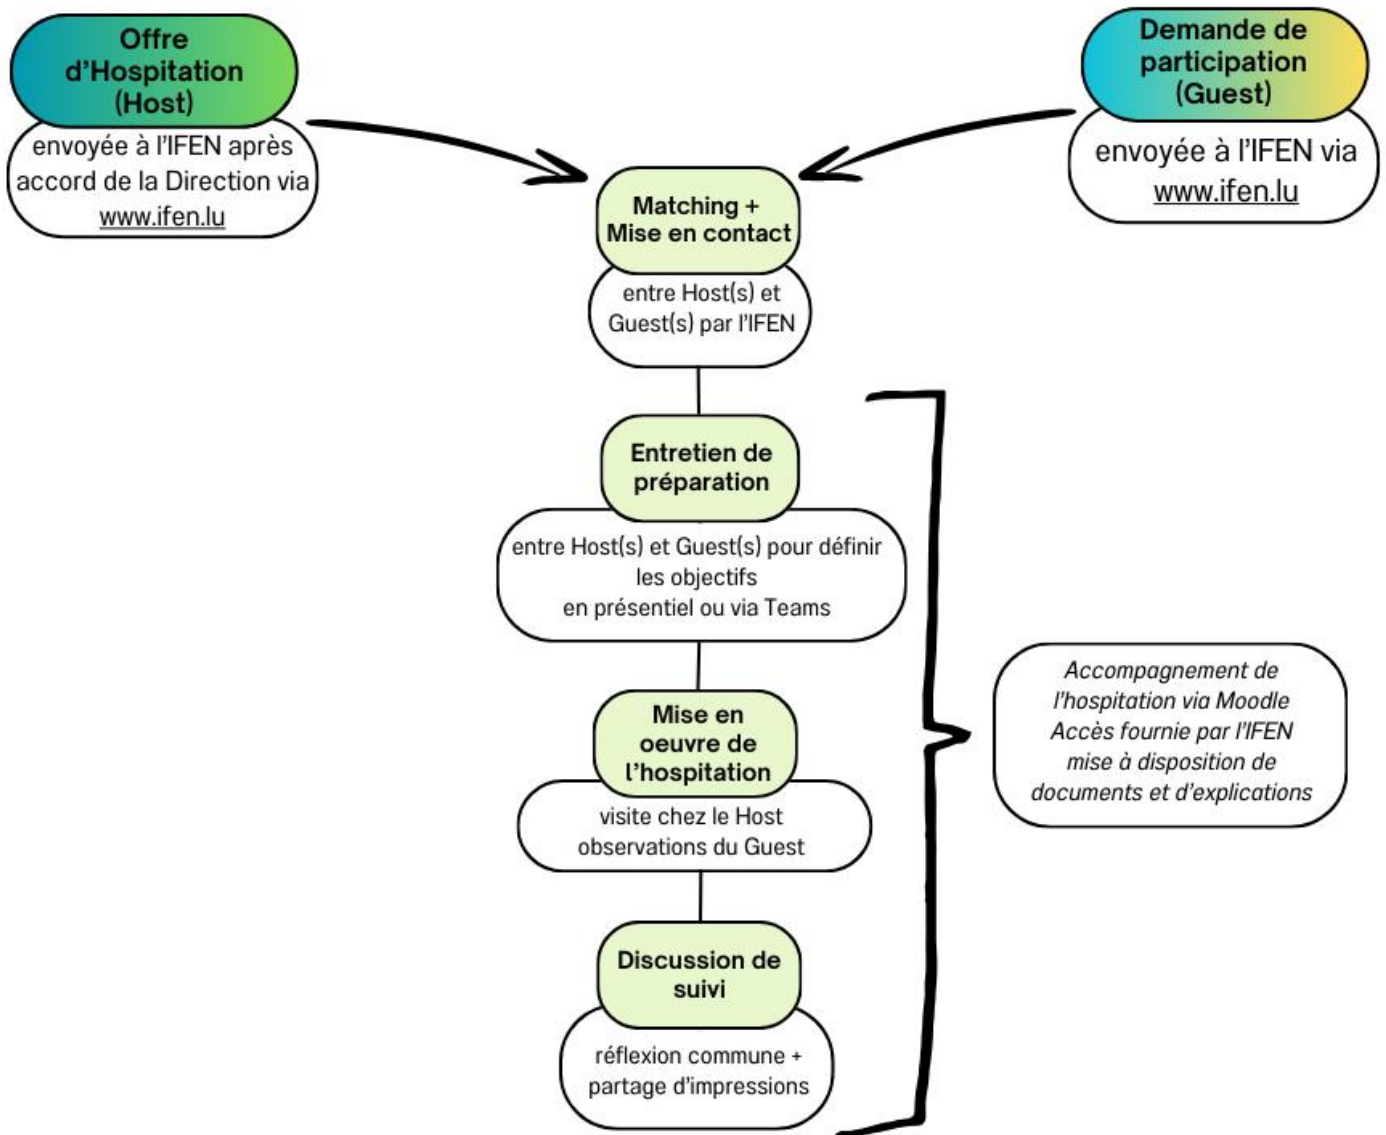 Offre
d'Hospitation
(Host)
envoyée à l'IFEN après
accord de la Direction via
www.ifen.lu
Demande de
participation
(Guest)
envoyée à l'IFEN via
www.ifen.lu
Matching +
Mise en contact
entre Host(s) et
Guest(s) par l'IFEN
Entretien de
préparation
entre Host(s) et Guest(s) pour définir
les objectifs
en présentiel ou via Teams
Mise en
oeuvre de
l'hospitation
visite chez le Host
observations du Guest
Discussion de
suivi
réflexion commune +
partage d'impressions
Accompagnement de
l'hospitation via Moodle
Accès fournie par l'IFEN
mise à disposition de
documents et d'explications